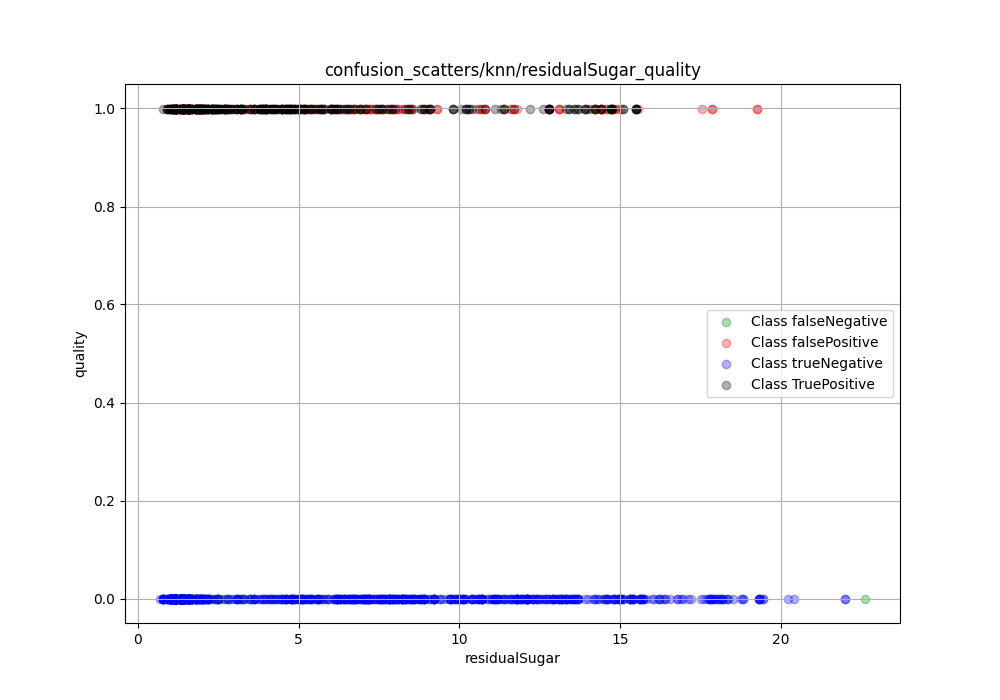 confusion_scatters/knn/residualSugar_quality
1.0
0.8
0.6
0.4
0.2
0.0
quality
Class falseNegative
Class falsePositive
Class trueNegative
Class TruePositive
0
5
10
15
20
residualSugar